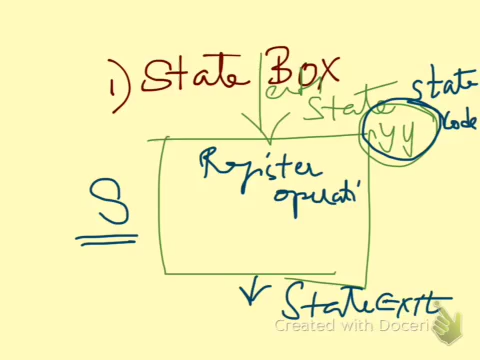 1) State BOX
entry State
state
code
yy
Register
operati
S
State EXIT
Created with Doceri